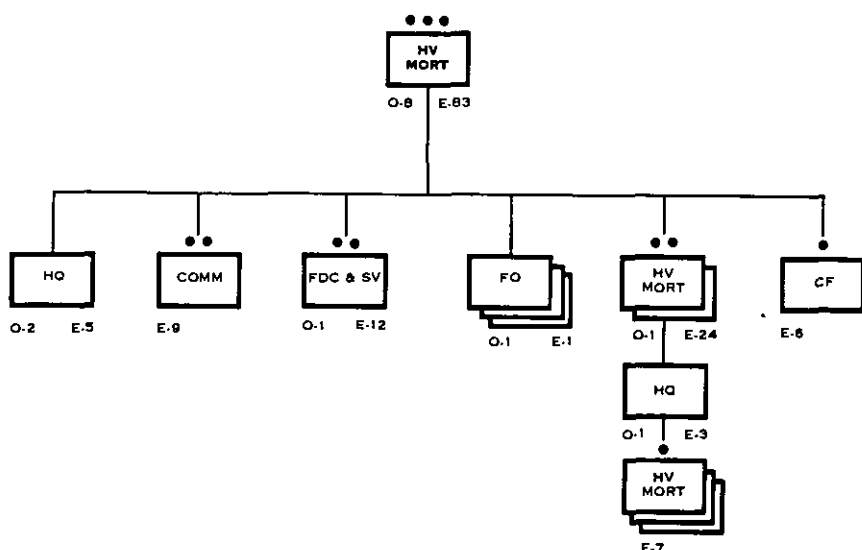 HV
MORT
O-8 E-83
HQ
COMM
FDC & SV
FO
HV
MORT
CF
O-2 E-5
E-9
O-1 E-12
O-1 E-1
O-1 E-24
E-6
HQ
O-1 E-3
HV
MORT
E-7